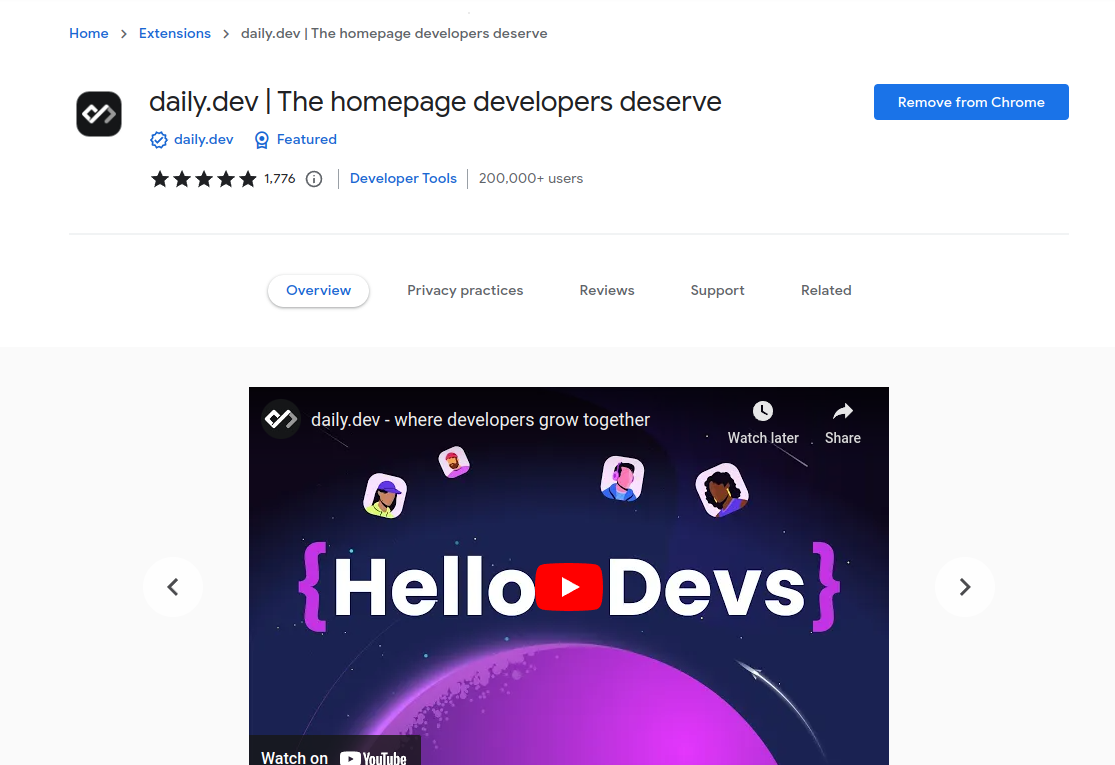 Home > Extensions > daily.dev | The homepage developers deserve
daily.dev | The homepage developers deserve
Remove from Chrome
daily.dev Featured
1,776 | Developer Tools | 200,000+ users
Overview Privacy practices Reviews Support Related
daily.dev - where developers grow together
Watch later Share
{Hello Devs}
Watch on YouTube